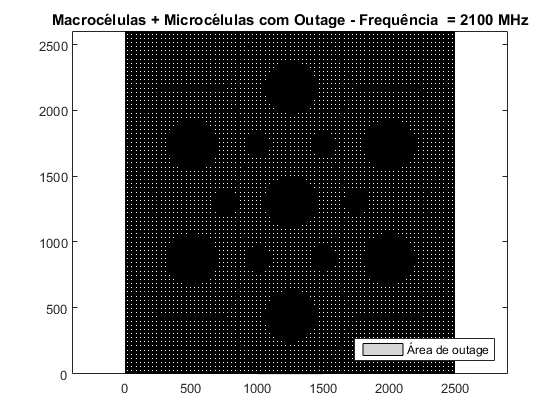 Macrocélulas + Microcélulas com Outage - Frequência = 2100 MHz
2500
2000
1500
1000
500
0
Área de outage
0 500 1000 1500 2000 2500